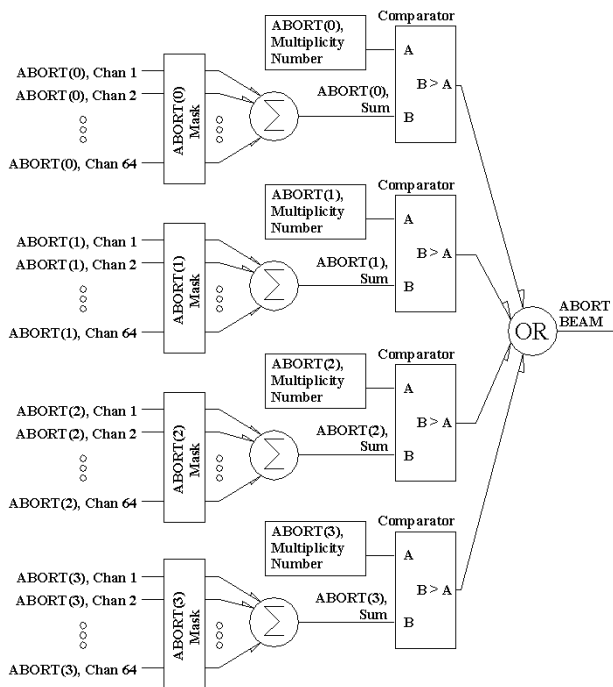 Comparator
ABORT(0),
Multiplicity
Number
A
B > A
B
ABORT(0), Chan 1
ABORT(0), Chan 2
ABORT(0), Chan 64
ABORT(0)
Mask
Σ
ABORT(0),
Sum
Comparator
ABORT(1),
Multiplicity
Number
A
B > A
B
ABORT(1), Chan 1
ABORT(1), Chan 2
ABORT(1), Chan 64
ABORT(1)
Mask
Σ
ABORT(1),
Sum
OR
ABORT
BEAM
Comparator
ABORT(2),
Multiplicity
Number
A
B > A
B
ABORT(2), Chan 1
ABORT(2), Chan 2
ABORT(2), Chan 64
ABORT(2)
Mask
Σ
ABORT(2),
Sum
Comparator
ABORT(3),
Multiplicity
Number
A
B > A
B
ABORT(3), Chan 1
ABORT(3), Chan 2
ABORT(3), Chan 64
ABORT(3)
Mask
Σ
ABORT(3),
Sum